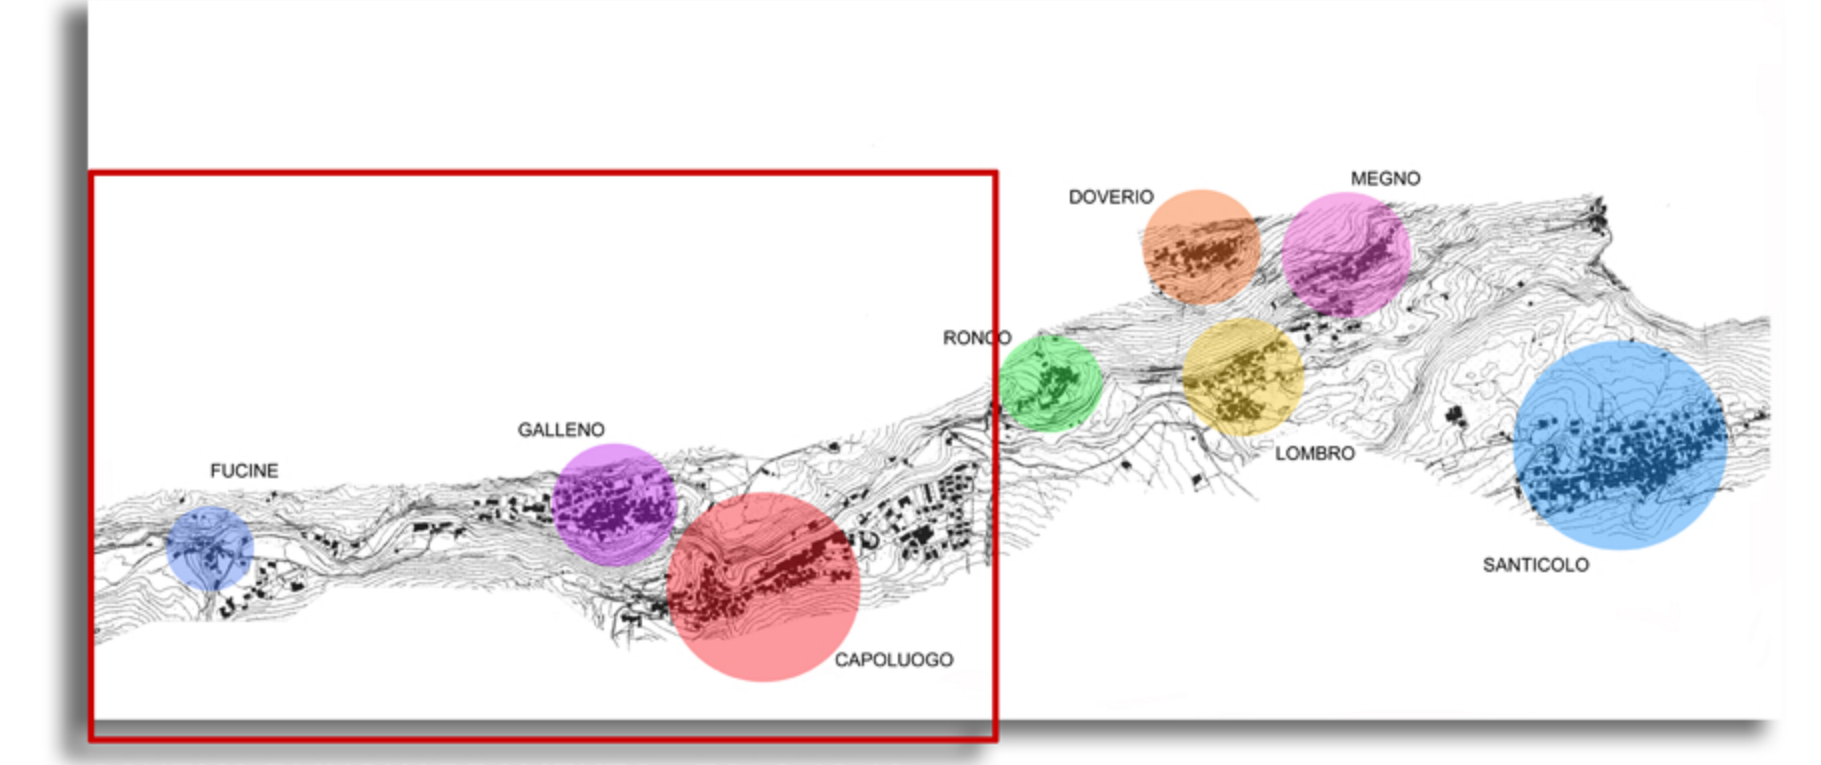 MEGNO
DOVERIO
RONCO
GALLENO
LOMBRO
FUCINE
SANTICOLO
CAPOLUOGO